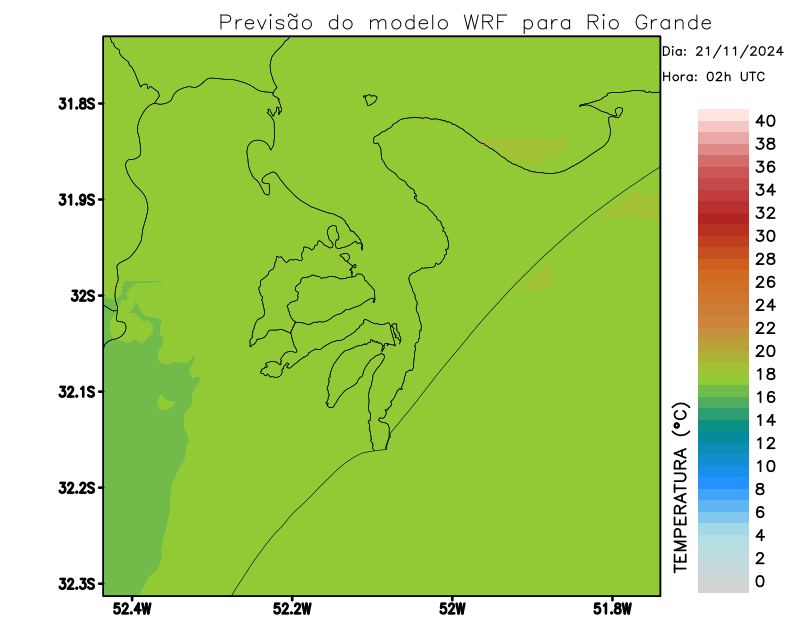 Previsão do modelo WRF para Rio Grande
Dia: 21/11/2024
Hora: 02h UTC
31.8S
31.9S
32S
32.1S
32.2S
32.3S
52.4W
52.2W
52W
51.8W
TEMPERATURA (°C)
40
38
36
34
32
30
28
26
24
22
20
18
16
14
12
10
8
6
4
2
0